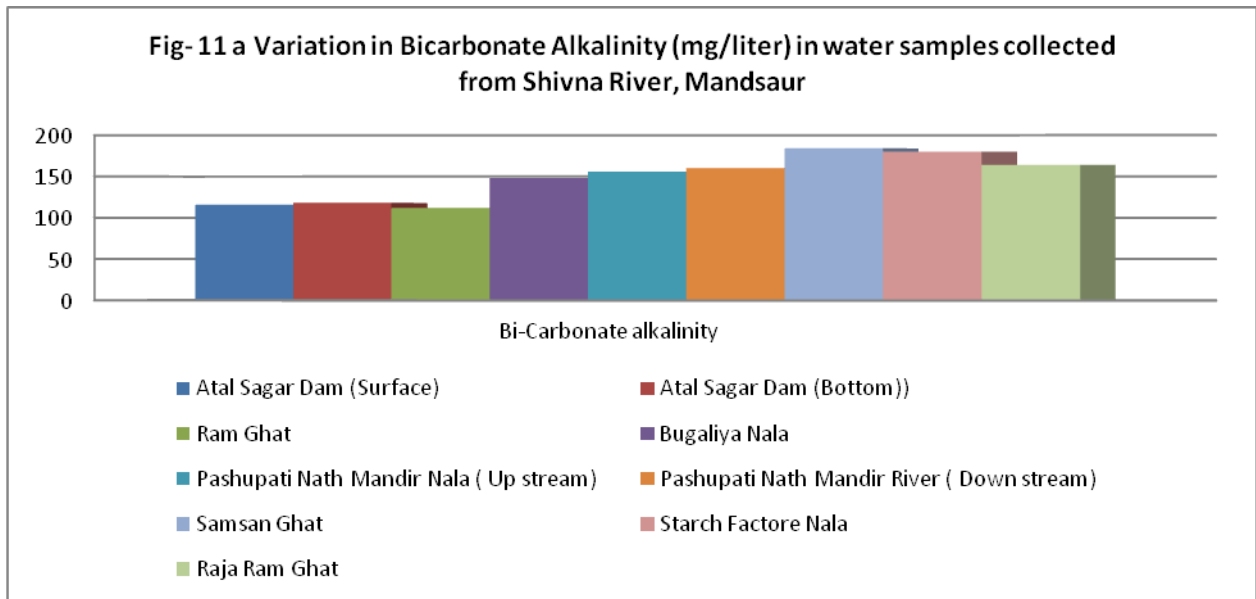 Fig- 11 a Variation in Bicarbonate Alkalinity (mg/liter) in water samples collected
from Shivna River, Mandsaur
200
150
100
50
0
Bi-Carbonate alkalinity
Atal Sagar Dam (Surface)
Atal Sagar Dam (Bottom))
Ram Ghat
Bugaliya Nala
Pashupati Nath Mandir Nala ( Up stream)
Pashupati Nath Mandir River ( Down stream)
Samsan Ghat
Starch Factore Nala
Raja Ram Ghat